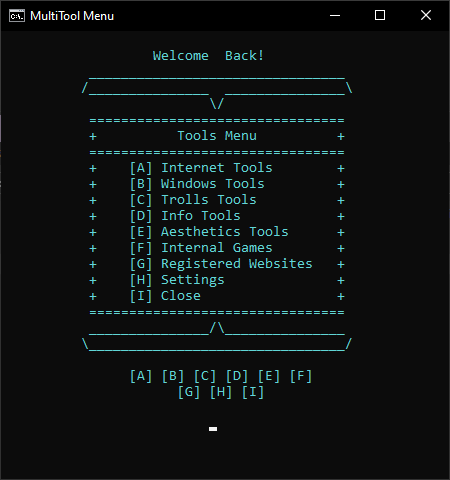 MultiTool Menu
Welcome  Back!
________________________________
/_______________  _______________\
\/
================================
+          Tools Menu          +
================================
+    [A] Internet Tools        +
+    [B] Windows Tools         +
+    [C] Trolls Tools          +
+    [D] Info Tools            +
+    [E] Aesthetics Tools      +
+    [F] Internal Games        +
+    [G] Registered Websites   +
+    [H] Settings              +
+    [I] Close                 +
================================
_______________/\_______________
\________________________________/
[A] [B] [C] [D] [E] [F]
[G] [H] [I]